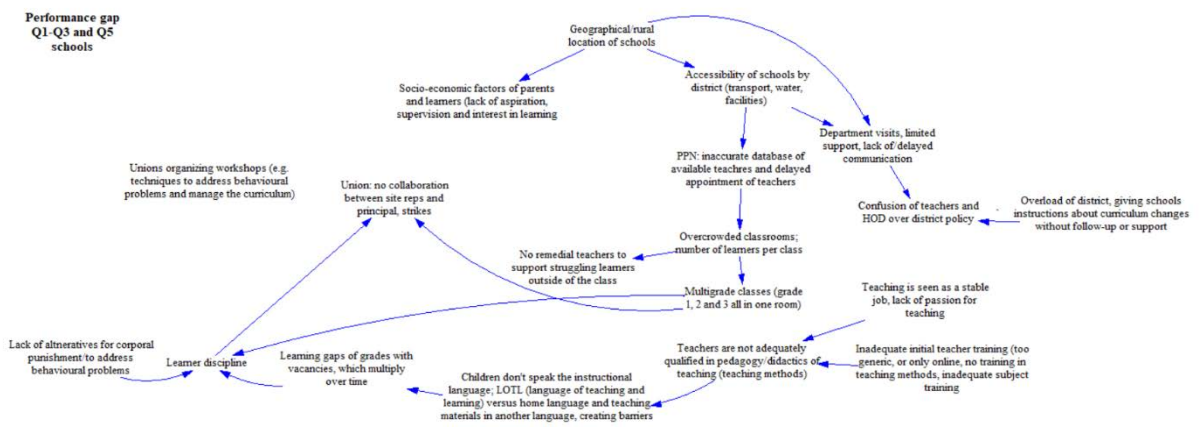 Performance gap
Q1-Q3 and Q5
schools
Geographical/rural
location of schools
Socio-economic factors of parents
and learners (lack of aspiration,
supervision and interest in learning
Accessibility of schools by
district (transport, water,
facilities)
Department visits, limited
support, lack of/delayed
communication
Unions organizing workshops (e.g.
techniques to address behavioural
problems and manage the curriculum)
Union: no collaboration
between site reps and
principal, strikes
PPN: inaccurate database of
available teachres and delayed
appointment of teachers
Confusion of teachers and
HOD over district policy
Overload of district, giving schools
instructions about curriculum changes
without follow-up or support
Overcrowded classrooms;
number of learners per class
No remedial teachers to
support struggling learners
outside of the class
Multigrade classes (grade
1, 2 and 3 all in one room)
Teaching is seen as a stable
job, lack of passion for
teaching
Lack of altneratives for corporal
punishment/to address
behavioural problems
Learner discipline
Learning gaps of grades with
vacancies, which multiply
over time
Teachers are not adequately
qualified in pedagogy/didactics of
teaching (teaching methods)
Inadequate initial teacher training (too
generic, or only online, no training in
teaching methods, inadequate subject
training
Children don't speak the instructional
language; LOTL (language of teaching and
learning) versus home language and teaching
materials in another language, creating barriers